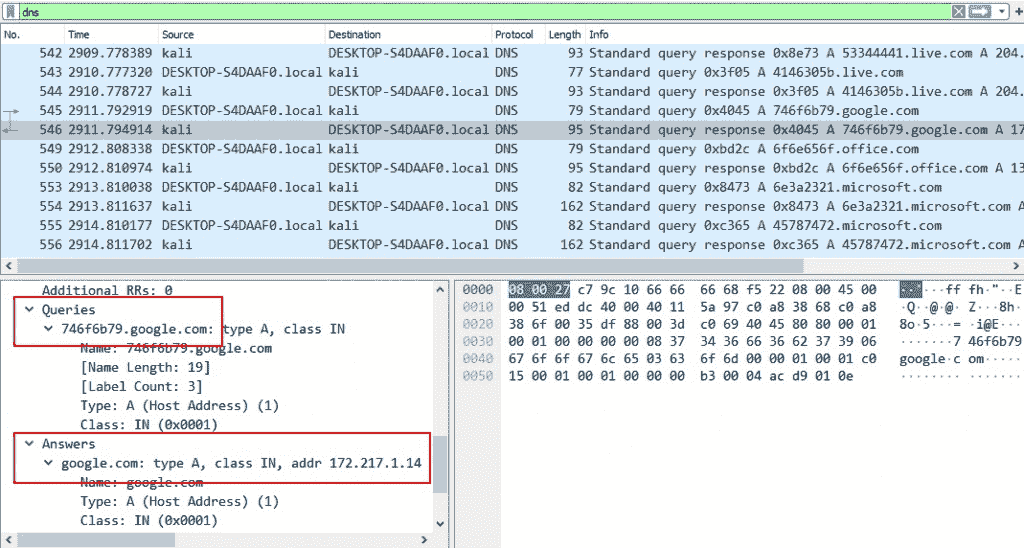 dns
No. Time Source Destination Protocol Length Info
542 2909.778389 kali DESKTOP-S4DAAF0.local DNS 93 Standard query response 0x8e73 A 53344441.live.com A 204.
543 2910.777320 DESKTOP-S4DAAF0.local kali DNS 77 Standard query 0x3f05 A 4146305b.live.com
544 2910.778727 kali DESKTOP-S4DAAF0.local DNS 93 Standard query response 0x3f05 A 4146305b.live.com A 204.
545 2911.792919 DESKTOP-S4DAAF0.local kali DNS 79 Standard query 0x4045 A 746f6b79.google.com
546 2911.794914 kali DESKTOP-S4DAAF0.local DNS 95 Standard query response 0x4045 A 746f6b79.google.com A 17
549 2912.808338 DESKTOP-S4DAAF0.local kali DNS 79 Standard query 0xbd2c A 6f6e656f.office.com
550 2912.810974 kali DESKTOP-S4DAAF0.local DNS 95 Standard query response 0xbd2c A 6f6e656f.office.com A 13
553 2913.810038 DESKTOP-S4DAAF0.local kali DNS 82 Standard query 0x8473 A 6e3a2321.microsoft.com
554 2913.811637 kali DESKTOP-S4DAAF0.local DNS 162 Standard query response 0x8473 A 6e3a2321.microsoft.com A
555 2914.810177 DESKTOP-S4DAAF0.local kali DNS 82 Standard query 0xc365 A 45787472.microsoft.com
556 2914.811702 kali DESKTOP-S4DAAF0.local DNS 162 Standard query response 0xc365 A 45787472.microsoft.com A
Additional RRs: 0
Queries
746f6b79.google.com: type A, class IN
Name: 746f6b79.google.com
[Name Length: 19]
[Label Count: 3]
Type: A (Host Address) (1)
Class: IN (0x0001)
Answers
google.com: type A, class IN, addr 172.217.1.14
Name: google.com
Type: A (Host Address) (1)
Class: IN (0x0001)
0000 08 00 27 c7 9c 10 66 66 66 68 f5 22 08 00 45 00 ··'···ff fh·"··E·
0010 00 51 ed dc 40 00 40 11 5a 97 c0 a8 38 68 c0 a8 ·Q··@·@· Z···8h··
0020 38 6f 00 35 df 88 00 3d c0 69 40 45 80 80 00 01 8o·5···= ·i@E····
0030 00 01 00 00 00 00 08 37 34 36 66 36 62 37 39 06 ·······7 46f6b79·
0040 67 6f 6f 67 6c 65 03 63 6f 6d 00 00 01 00 01 c0 google·c om······
0050 15 00 01 00 01 00 00 00 b3 00 04 ac d9 01 0e ········ ·······